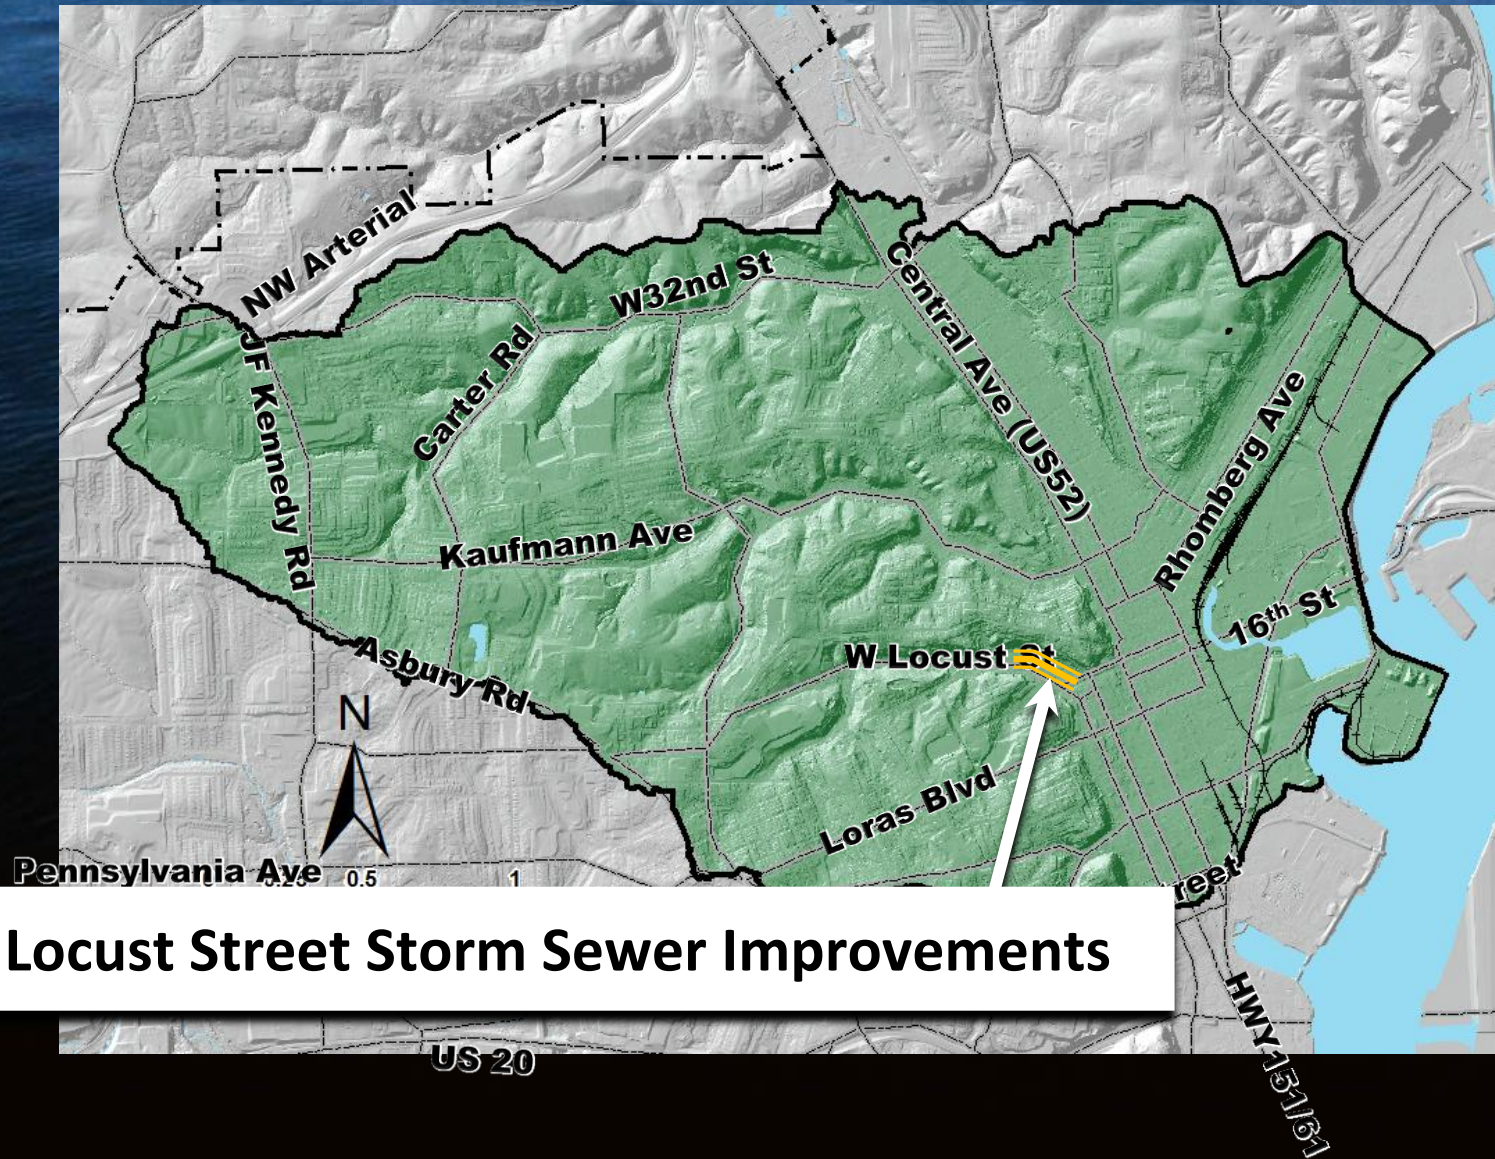 NW Arterial
W32nd St
Central Ave (US52)
JF Kennedy Rd
Carter Rd
Rhomberg Ave
Kaufmann Ave
16th St
W Locust St
Asbury Rd
N
Loras Blvd
Pennsylvania Ave
0.5
1
reet
Locust Street Storm Sewer Improvements
HWY 151/61
US 20